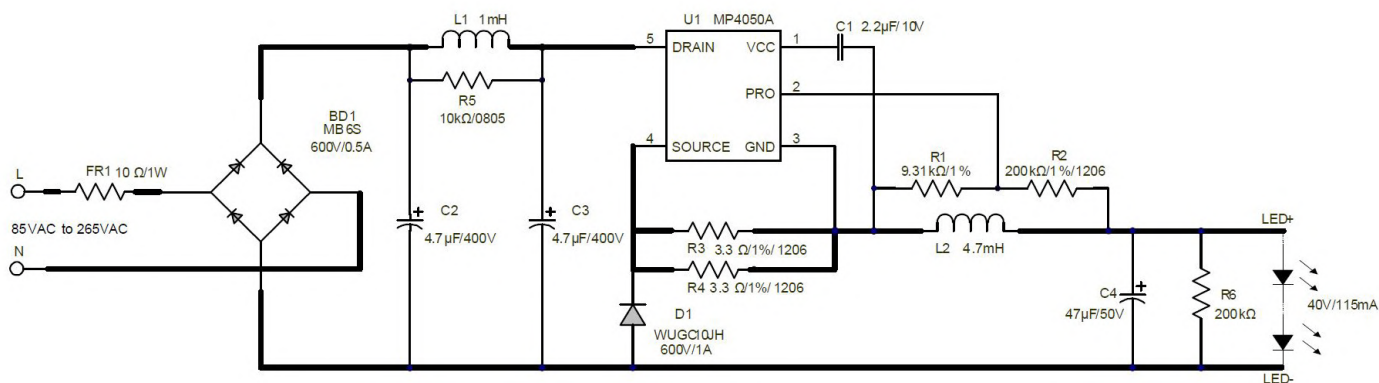 L1 1mH
U1 MP4050A
C1 2.2µF/10V
5 DRAIN VCC 1
R5
10kΩ/0805
PRO 2
BD1
MB6S
600V/0.5A
4 SOURCE GND 3
R1
9.31kΩ/1%
R2
200kΩ/1%/1206
L
FR1 10 Ω/1W
85VAC to 265VAC
N
C2
4.7µF/400V
C3
4.7µF/400V
R3 3.3 Ω/1%/1206
R4 3.3 Ω/1%/1206
L2 4.7mH
LED+
D1
WUGC10JH
600V/1A
C4
47µF/50V
R6
200kΩ
40V/115mA
LED-